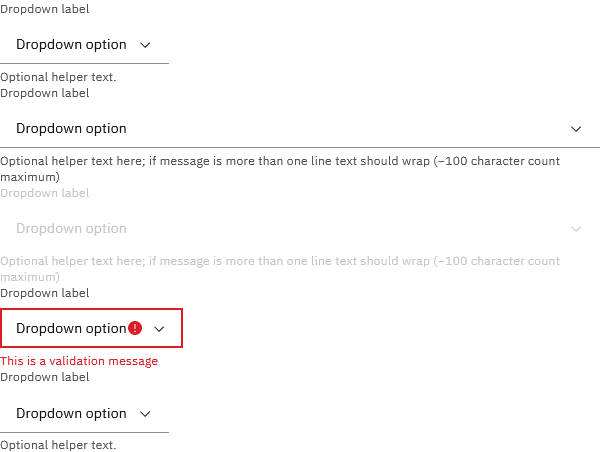 Dropdown label
Dropdown option
Optional helper text.
Dropdown label
Dropdown option
Optional helper text here; if message is more than one line text should wrap (~100 character count
maximum)
Dropdown label
Dropdown option
Optional helper text here; if message is more than one line text should wrap (~100 character count
maximum)
Dropdown label
Dropdown option
This is a validation message
Dropdown label
Dropdown option
Optional helper text.